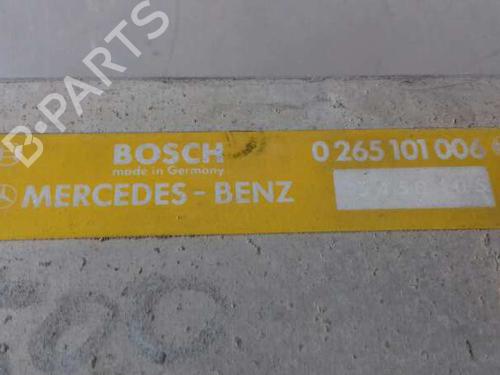 B-PARTS
BOSCH 0 265 101 006
made in Germany
MERCEDES-BENZ